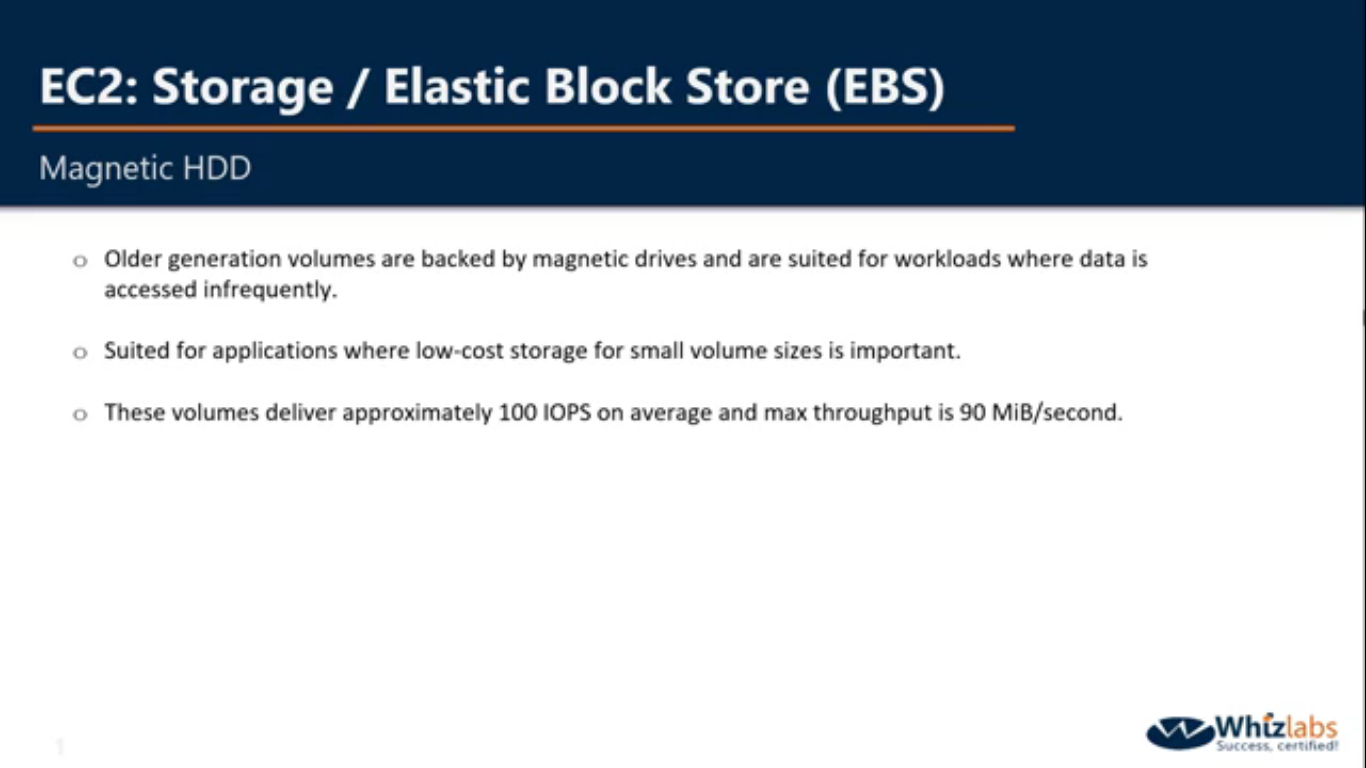 EC2: Storage / Elastic Block Store (EBS)
Magnetic HDD
o Older generation volumes are backed by magnetic drives and are suited for workloads where data is
accessed infrequently.
o Suited for applications where low-cost storage for small volume sizes is important.
o These volumes deliver approximately 100 IOPS on average and max throughput is 90 MiB/second.
1
Whizlabs
Success, certified!